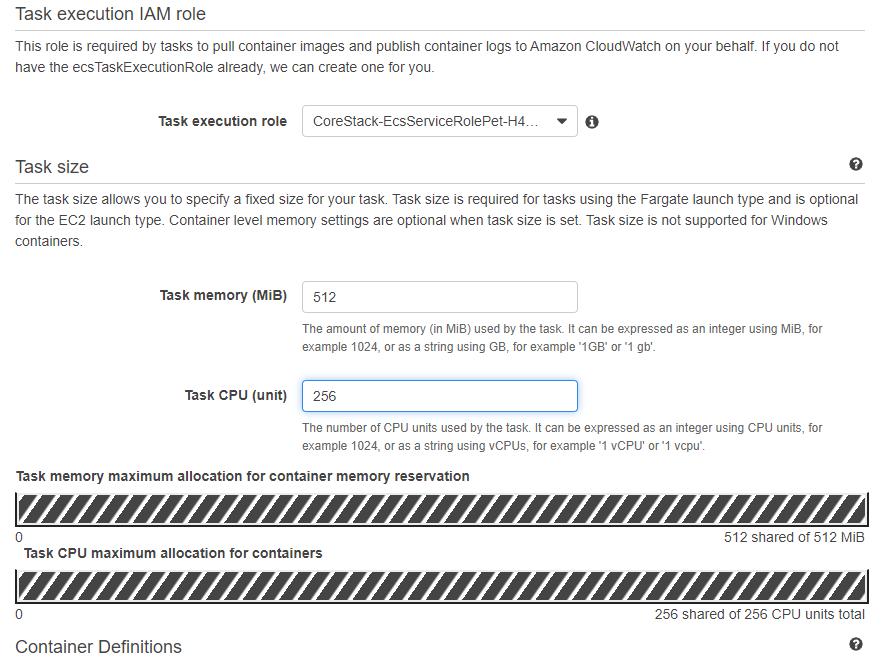 Task execution IAM role
This role is required by tasks to pull container images and publish container logs to Amazon CloudWatch on your behalf. If you do not
have the ecsTaskExecutionRole already, we can create one for you.
Task execution role CoreStack-EcsServiceRolePet-H4...
Task size
The task size allows you to specify a fixed size for your task. Task size is required for tasks using the Fargate launch type and is optional
for the EC2 launch type. Container level memory settings are optional when task size is set. Task size is not supported for Windows
containers.
Task memory (MiB) 512
The amount of memory (in MiB) used by the task. It can be expressed as an integer using MiB, for
example 1024, or as a string using GB, for example '1GB' or '1 gb'.
Task CPU (unit) 256
The number of CPU units used by the task. It can be expressed as an integer using CPU units, for
example 1024, or as a string using vCPUs, for example '1 vCPU' or '1 vcpu'.
Task memory maximum allocation for container memory reservation
0 512 shared of 512 MiB
Task CPU maximum allocation for containers
0 256 shared of 256 CPU units total
Container Definitions